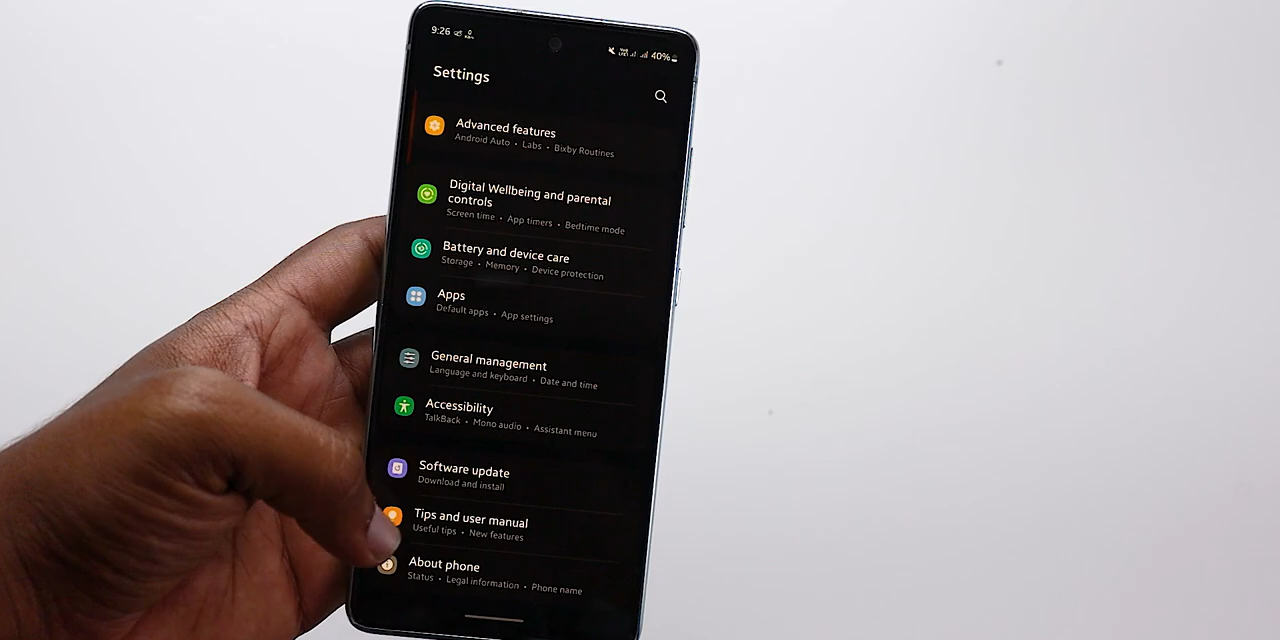 9:26
40%
Settings
Advanced features
Android Auto • Labs • Bixby Routines
Digital Wellbeing and parental
controls
Screen time • App timers • Bedtime mode
Battery and device care
Storage • Memory • Device protection
Apps
Default apps • App settings
General management
Language and keyboard • Date and time
Accessibility
TalkBack • Mono audio • Assistant menu
Software update
Download and install
Tips and user manual
Useful tips • New features
About phone
Status • Legal information • Phone name